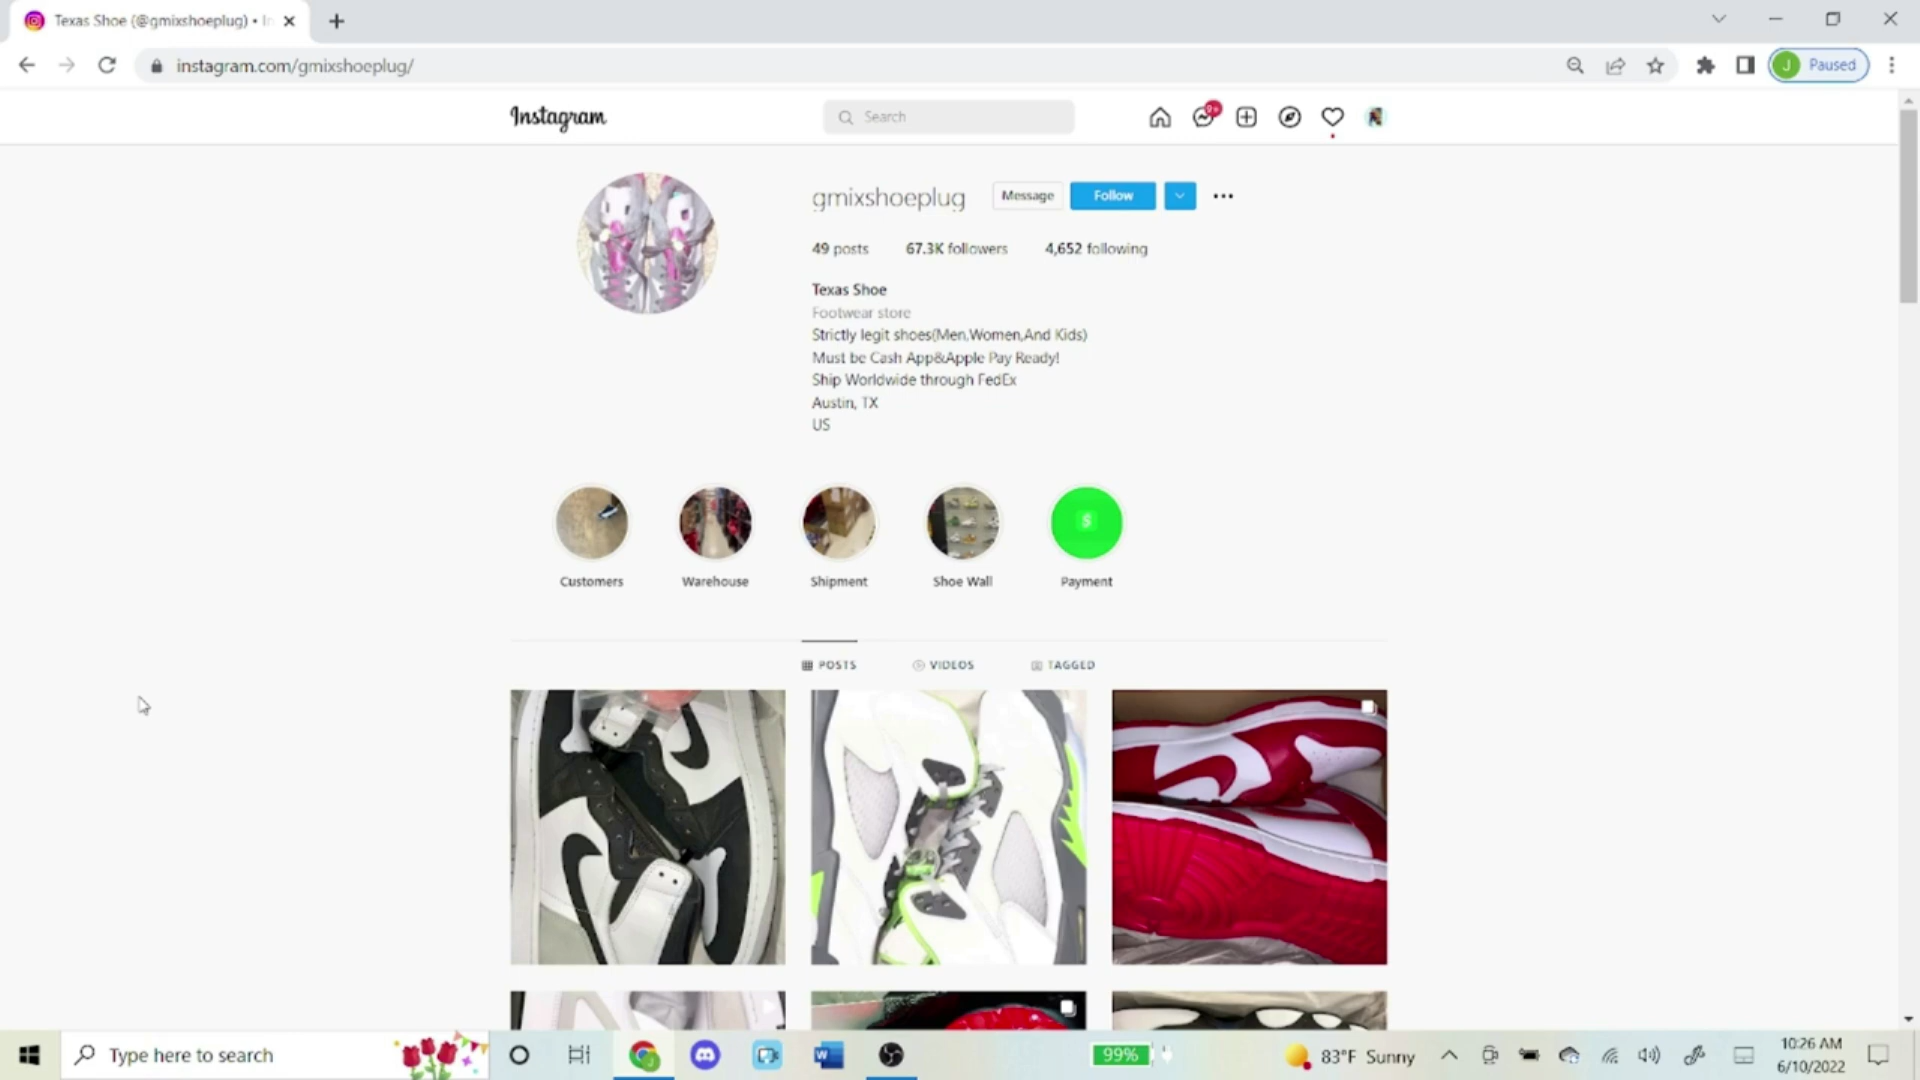 Texas Shoe (@gmixshoeplug) • In
instagram.com/gmixshoeplug/
J Paused
Instagram
Search
9+
gmixshoeplug
Message
Follow
49 posts
67.3K followers
4,652 following
Texas Shoe
Footwear store
Strictly legit shoes(Men,Women,And Kids)
Must be Cash App&Apple Pay Ready!
Ship Worldwide through FedEx
Austin, TX
US
$
Customers
Warehouse
Shipment
Shoe Wall
Payment
POSTS
VIDEOS
TAGGED
Type here to search
W
99%
83°F Sunny
10:26 AM
6/10/2022